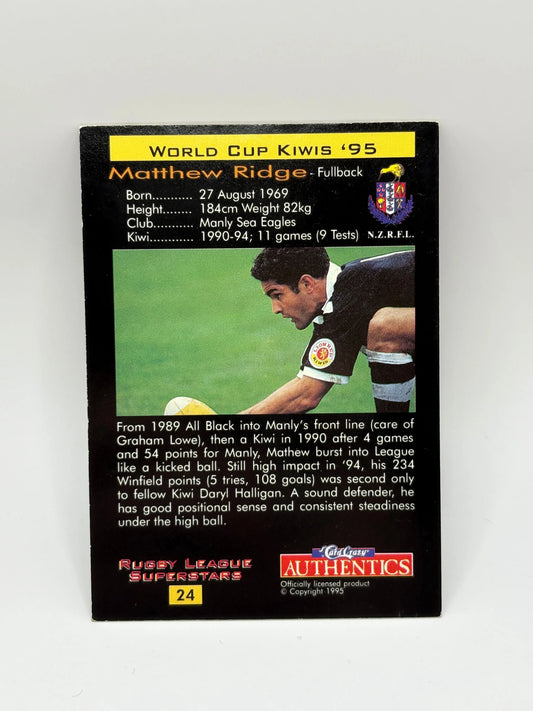 WORLD CUP KIWIS '95
Matthew Ridge - Fullback
Born........... 27 August 1969
Height........ 184cm Weight 82kg
Club............ Manly Sea Eagles
Kiwi............ 1990-94; 11 games (9 Tests)
N.Z.R.F.L.
From 1989 All Black into Manly's front line (care of
Graham Lowe), then a Kiwi in 1990 after 4 games
and 54 points for Manly, Mathew burst into League
like a kicked ball. Still high impact in '94, his 234
Winfield points (5 tries, 108 goals) was second only
to fellow Kiwi Daryl Halligan. A sound defender, he
has good positional sense and consistent steadiness
under the high ball.
RUGBY LEAGUE
SUPERSTARS
24
Card Crazy
AUTHENTICS
Officially licensed product
© Copyright 1995